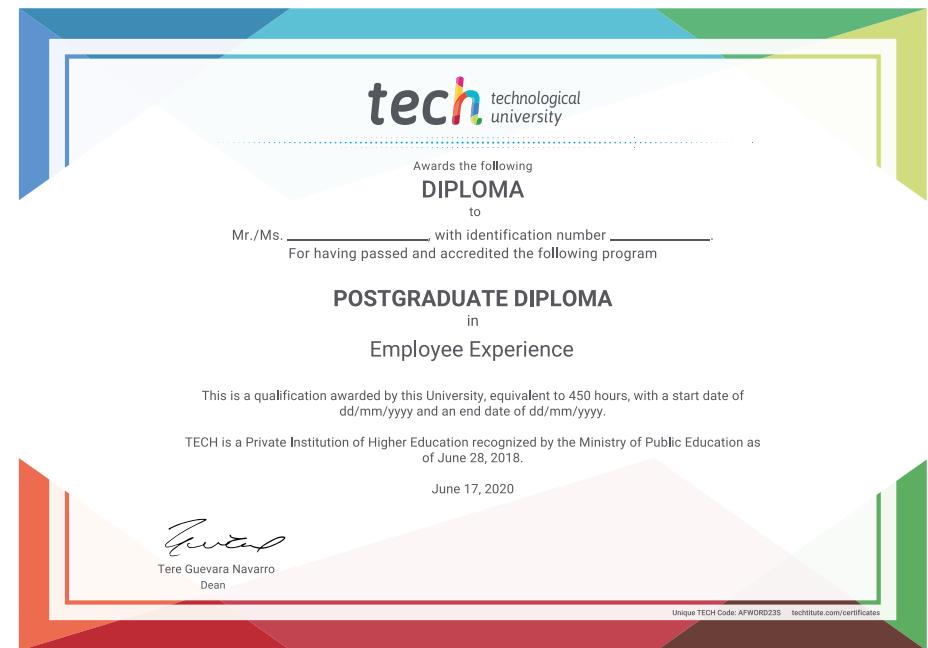 tech technological
university
Awards the following
DIPLOMA
to
Mr./Ms. ____________________, with identification number ______________.
For having passed and accredited the following program
POSTGRADUATE DIPLOMA
in
Employee Experience
This is a qualification awarded by this University, equivalent to 450 hours, with a start date of
dd/mm/yyyy and an end date of dd/mm/yyyy.
TECH is a Private Institution of Higher Education recognized by the Ministry of Public Education as
of June 28, 2018.
June 17, 2020
Tere Guevara Navarro
Dean
Unique TECH Code: AFWORD23S techtitute.com/certificates